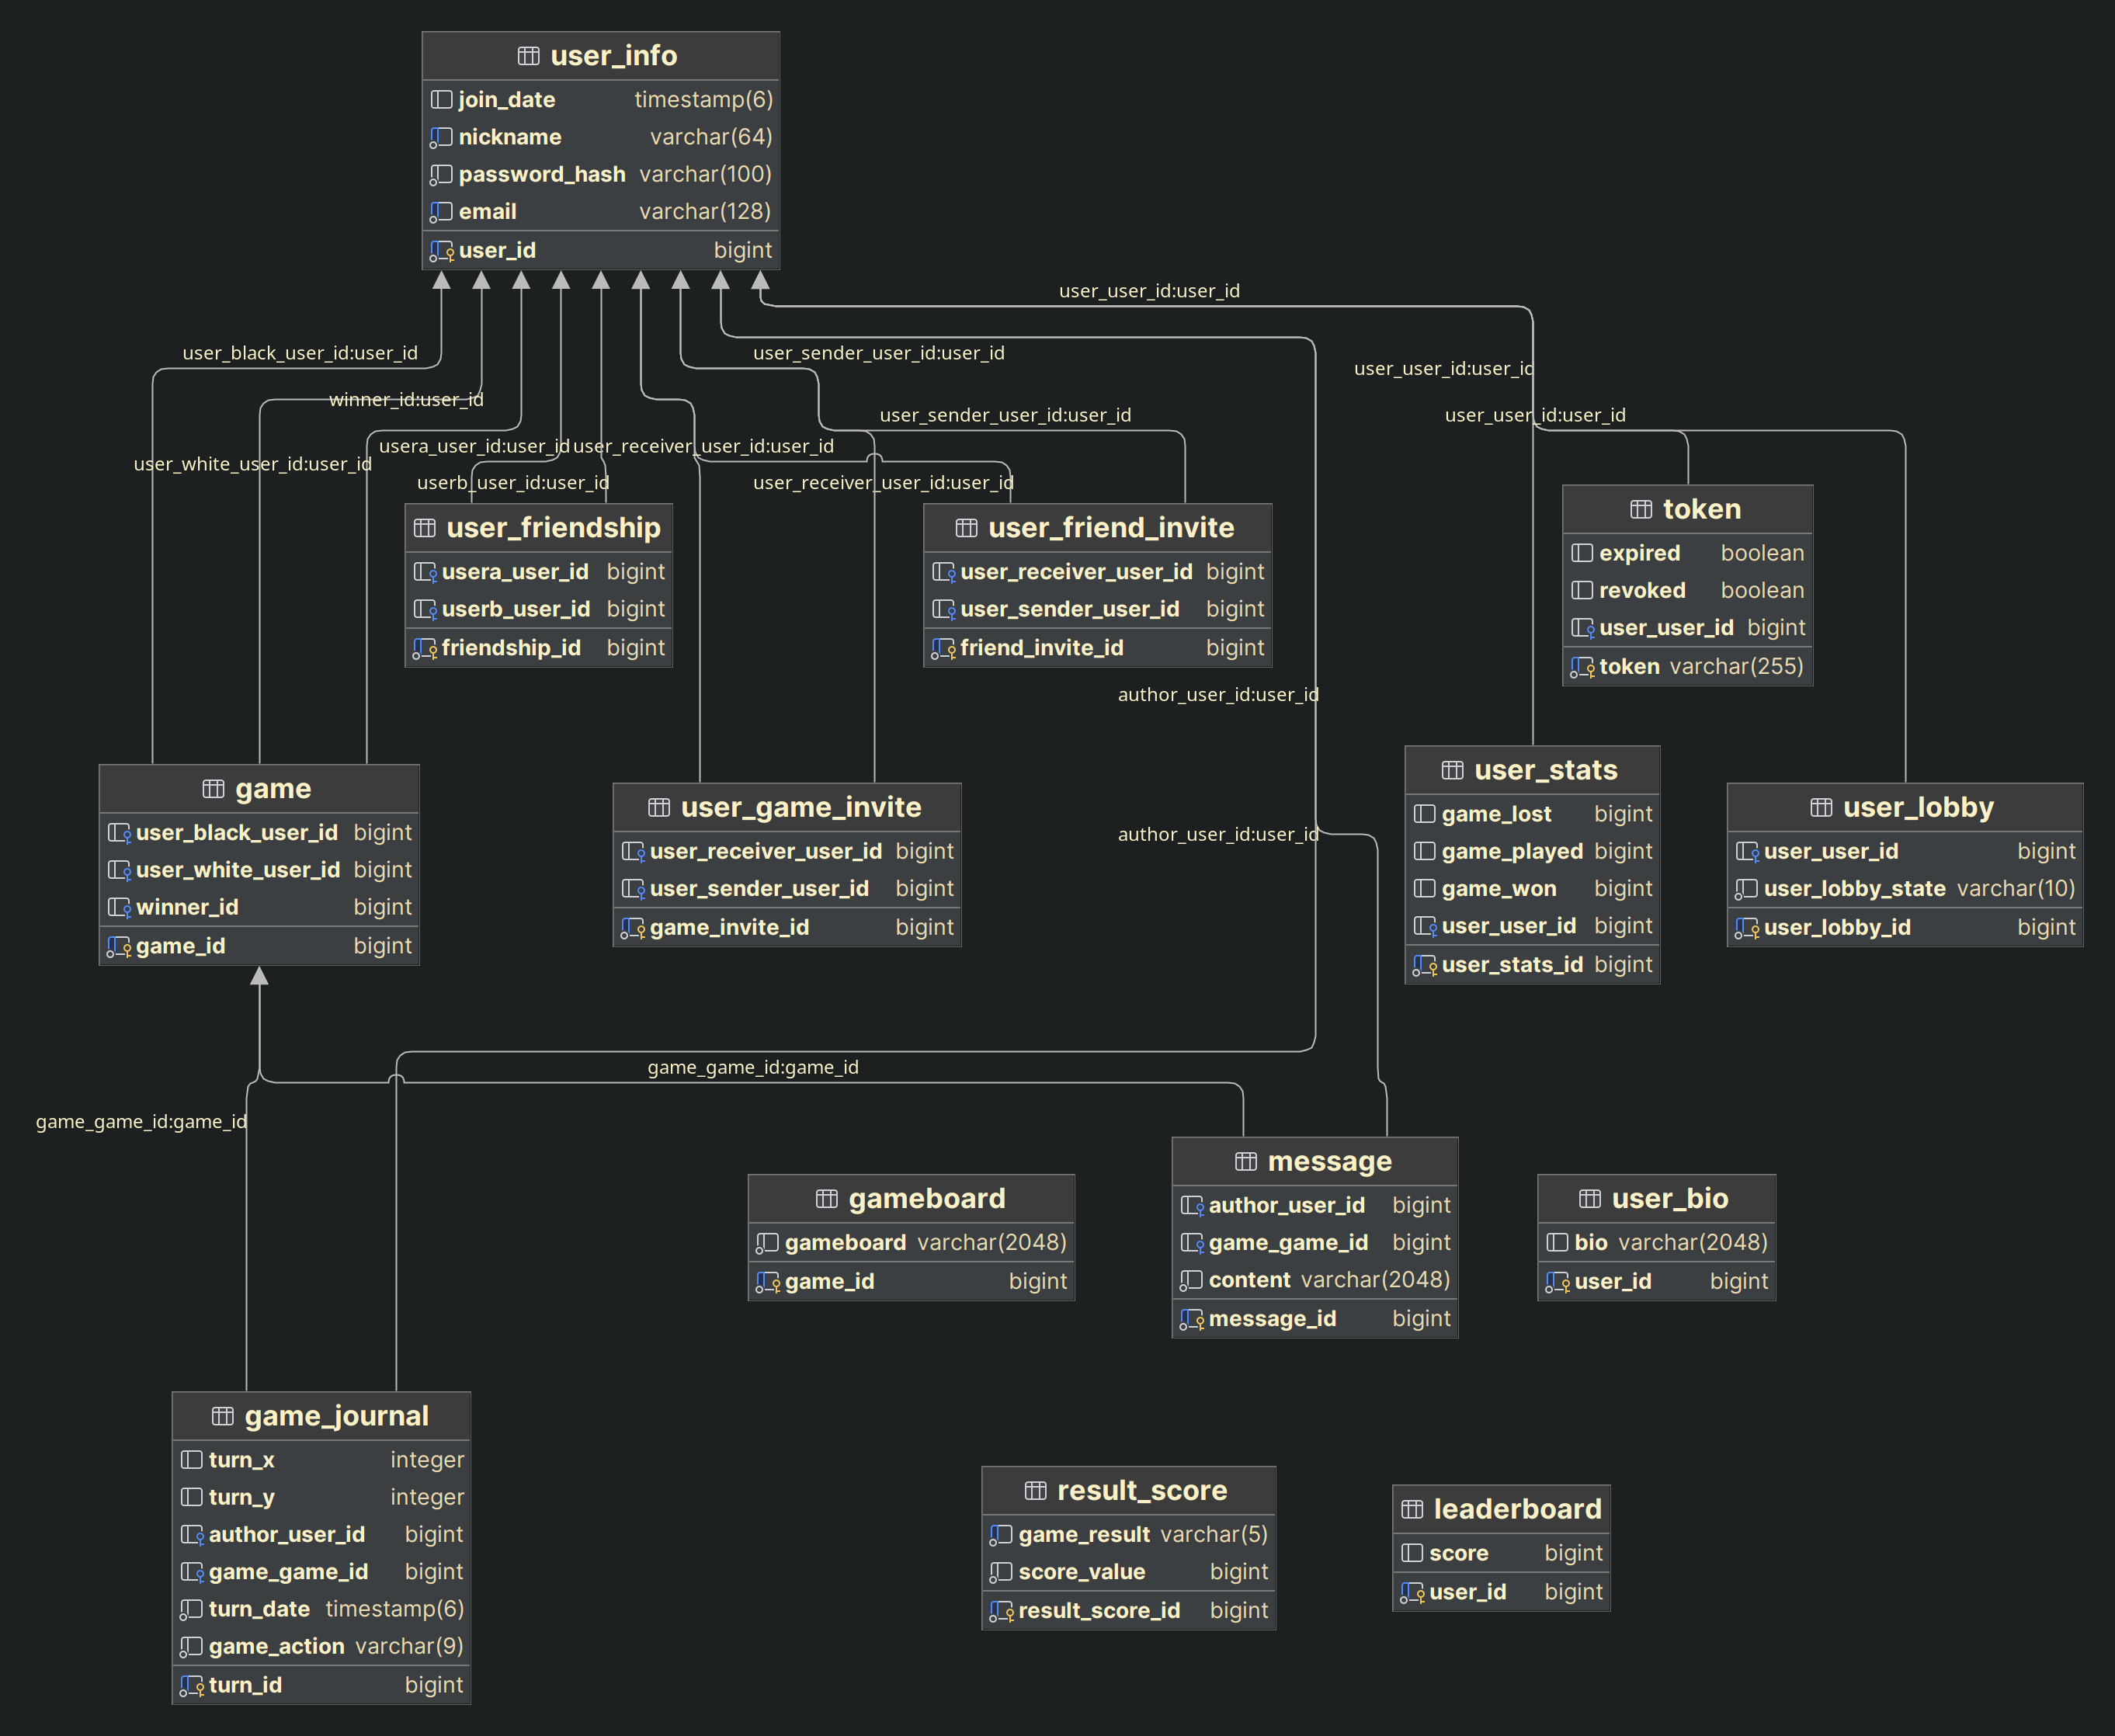 user_info
join_date timestamp(6)
nickname varchar(64)
password_hash varchar(100)
email varchar(128)
user_id bigint
user_user_id:user_id
user_black_user_id:user_id
user_sender_user_id:user_id
user_user_id:user_id
winner_id:user_id
user_sender_user_id:user_id
user_user_id:user_id
usera_user_id:user_id
user_receiver_user_id:user_id
user_white_user_id:user_id
userb_user_id:user_id
user_receiver_user_id:user_id
user_friendship
usera_user_id bigint
userb_user_id bigint
friendship_id bigint
user_friend_invite
user_receiver_user_id bigint
user_sender_user_id bigint
friend_invite_id bigint
token
expired boolean
revoked boolean
user_user_id bigint
token varchar(255)
author_user_id:user_id
game
user_black_user_id bigint
user_white_user_id bigint
winner_id bigint
game_id bigint
user_game_invite
user_receiver_user_id bigint
user_sender_user_id bigint
game_invite_id bigint
author_user_id:user_id
user_stats
game_lost bigint
game_played bigint
game_won bigint
user_user_id bigint
user_stats_id bigint
user_lobby
user_user_id bigint
user_lobby_state varchar(10)
user_lobby_id bigint
game_game_id:game_id
game_game_id:game_id
gameboard
gameboard varchar(2048)
game_id bigint
message
author_user_id bigint
game_game_id bigint
content varchar(2048)
message_id bigint
user_bio
bio varchar(2048)
user_id bigint
game_journal
turn_x integer
turn_y integer
author_user_id bigint
game_game_id bigint
turn_date timestamp(6)
game_action varchar(9)
turn_id bigint
result_score
game_result varchar(5)
score_value bigint
result_score_id bigint
leaderboard
score bigint
user_id bigint